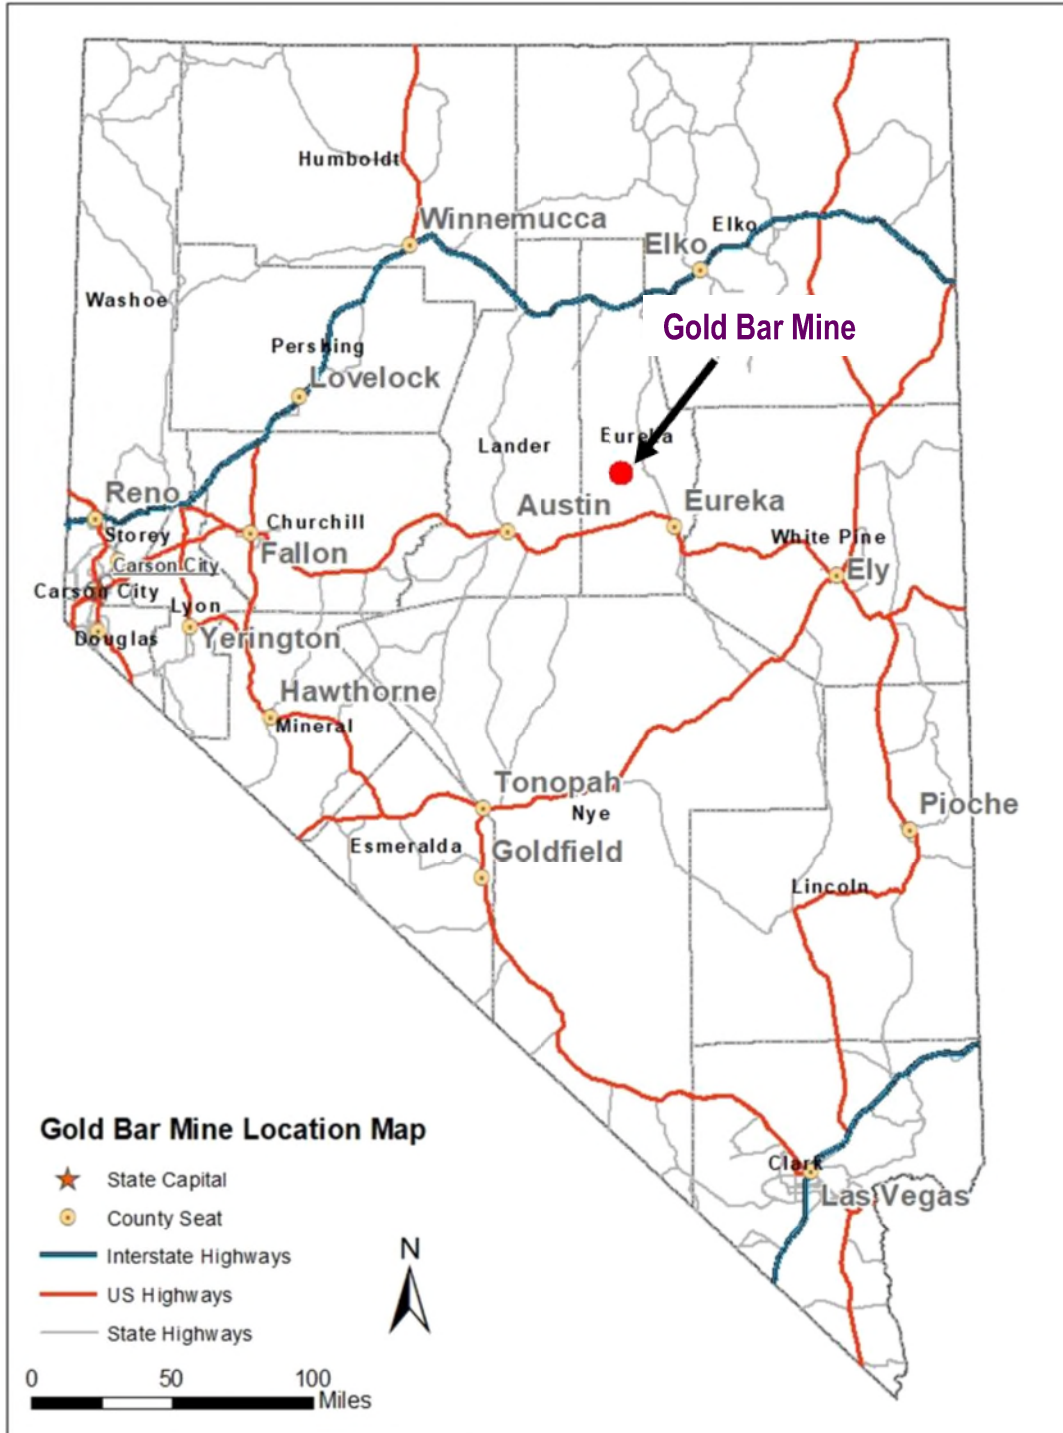 Humboldt
Winnemucca
Elko
Elko
Washoe
Gold Bar Mine
Pershing
Lovelock
Lander
Eureka
Reno
Austin
Eureka
Storey
Churchill
Fallon
White Pine
Carson City
Ely
Carson City
Lyon
Douglas
Yerington
Hawthorne
Mineral
Tonopah
Nye
Pioche
Esmeralda
Goldfield
Lincoln
Clark
Las Vegas
Gold Bar Mine Location Map
State Capital
County Seat
Interstate Highways
US Highways
State Highways
N
0 50 100
Miles